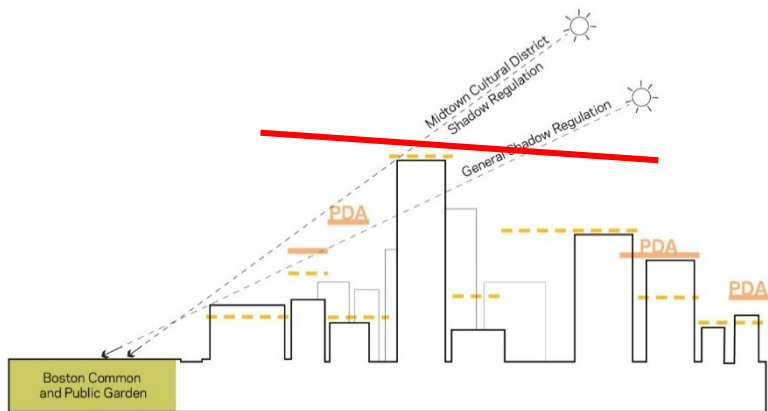 Midtown Cultural District
Shadow Regulation
General Shadow Regulation
PDA
PDA
PDA
Boston Common
and Public Garden